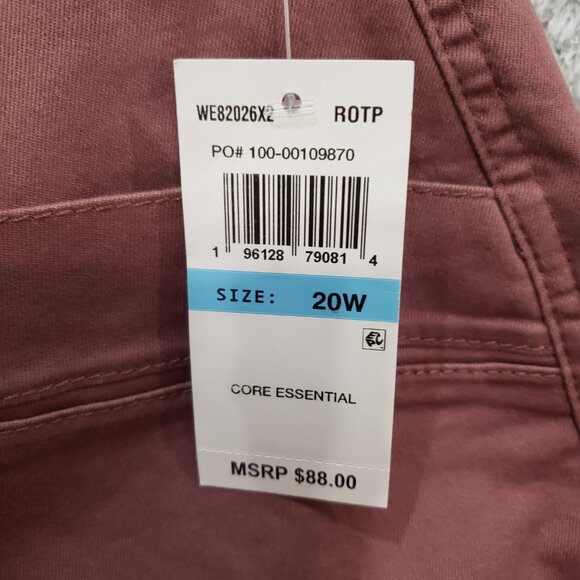 WE82026X2 ROTP
PO# 100-00109870
1 96128 79081 4
SIZE: 20W
CORE ESSENTIAL
MSRP $88.00